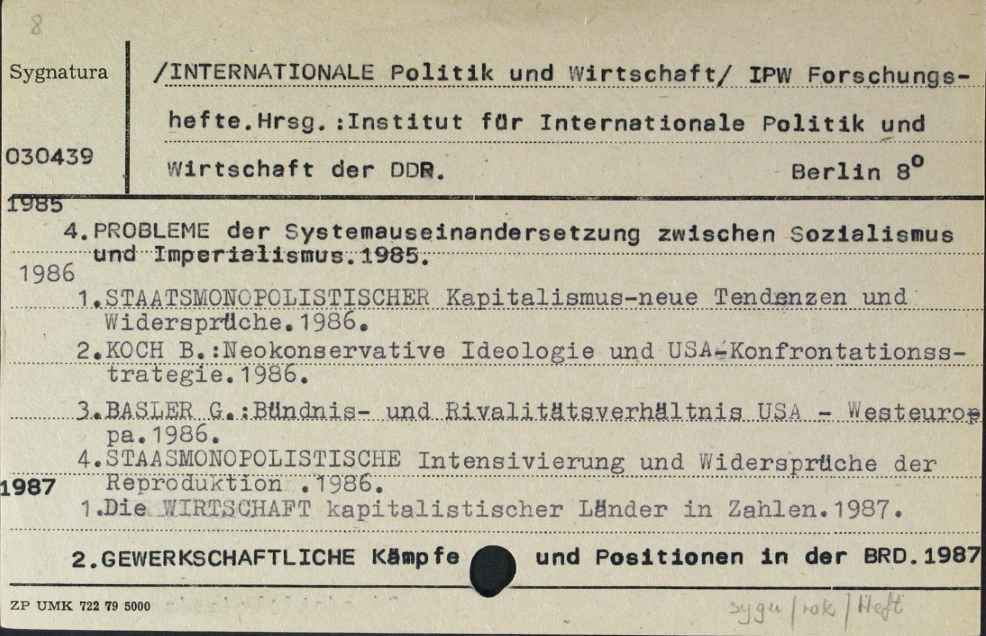 8
Sygnatura
/INTERNATIONALE Politik und Wirtschaft/ IPW Forschungs-
hefte.Hrsg.:Institut für Internationale Politik und
030439
Wirtschaft der DDR. Berlin 8°
1985
4.PROBLEME der Systemauseinandersetzung zwischen Sozialismus
und Imperialismus.1985.
1986
1.STAATSMONOPOLISTISCHER Kapitalismus-neue Tendenzen und
Widersprüche.1986.
2.KOCH B.:Neokonservative Ideologie und USA-Konfrontationss-
trategie.1986.
3.BASLER G.:Bündnis- und Rivalitätsverhältnis USA - Westeurop
pa.1986.
4.STAASMONOPOLISTISCHE Intensivierung und Widersprüche der
Reproduktion .1986.
1987
1.Die WIRTSCHAFT kapitalistischer Länder in Zahlen.1987.
2.GEWERKSCHAFTLICHE Kämpfe und Positionen in der BRD.1987
ZP UMK 722 79 5000
sygn/rok/Heft